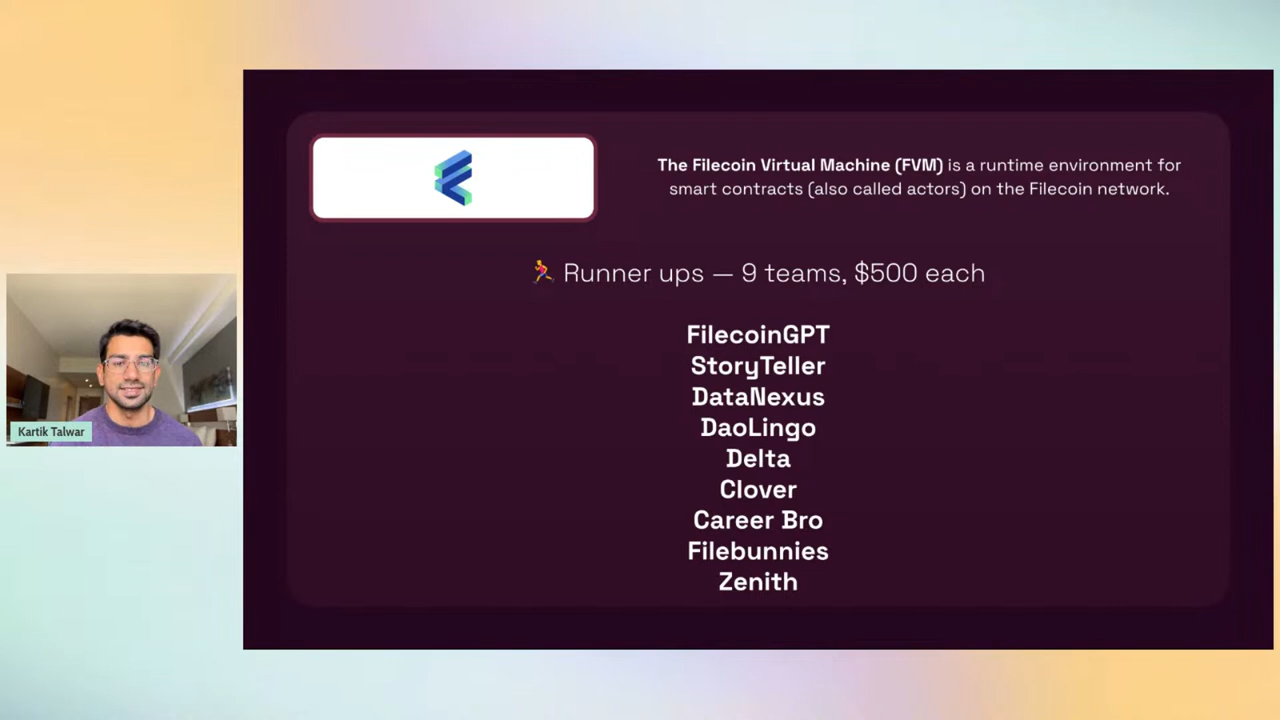 The Filecoin Virtual Machine (FVM) is a runtime environment for
smart contracts (also called actors) on the Filecoin network.
🏃 Runner ups — 9 teams, $500 each
FilecoinGPT
StoryTeller
DataNexus
DaoLingo
Delta
Clover
Career Bro
Filebunnies
Zenith
Kartik Talwar